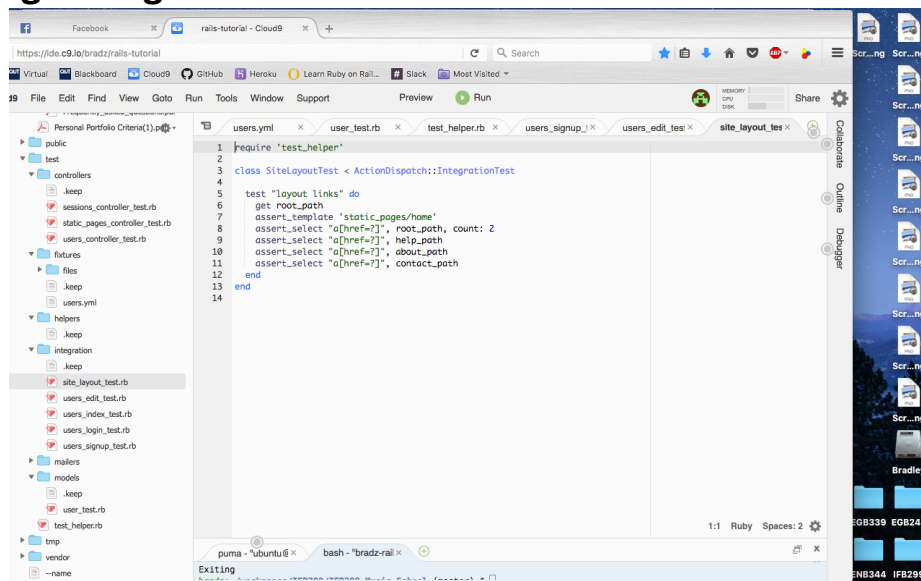 Facebook
rails-tutorial - Cloud9
https://ide.c9.io/bradz/rails-tutorial
Search
Virtual Blackboard Cloud9 GitHub Heroku Learn Ruby on Rail... Slack Most Visited
File Edit Find View Goto Run Tools Window Support Preview Run
MEMORY
CPU
DISK
Share
Personal Portfolio Criteria(1).p
public
test
controllers
.keep
sessions_controller_test.rb
static_pages_controller_test.rb
users_controller_test.rb
fixtures
files
.keep
users.yml
helpers
.keep
integration
.keep
site_layout_test.rb
users_edit_test.rb
users_index_test.rb
users_login_test.rb
users_signup_test.rb
mailers
models
.keep
user_test.rb
test_helper.rb
tmp
vendor
--name
users.yml user_test.rb test_helper.rb users_signup_ users_edit_test site_layout_tes
1 require 'test_helper'
2
3 class SiteLayoutTest < ActionDispatch::IntegrationTest
4
5 test "layout links" do
6 get root_path
7 assert_template 'static_pages/home'
8 assert_select "a[href=?]", root_path, count: 2
9 assert_select "a[href=?]", help_path
10 assert_select "a[href=?]", about_path
11 assert_select "a[href=?]", contact_path
12 end
13 end
14
1:1 Ruby Spaces: 2
Collaborate
Outline
Debugger
puma - "ubuntu@ bash - "bradz-rail
Exiting
PNG
Scr...ng Scr...ng
Scr...ng
Scr...ng
Scr...ng
Scr...ng
Scr...ng
Scr...ng
Scr...ng
Bradle
EGB339 EGB24
ENB344 IFB29